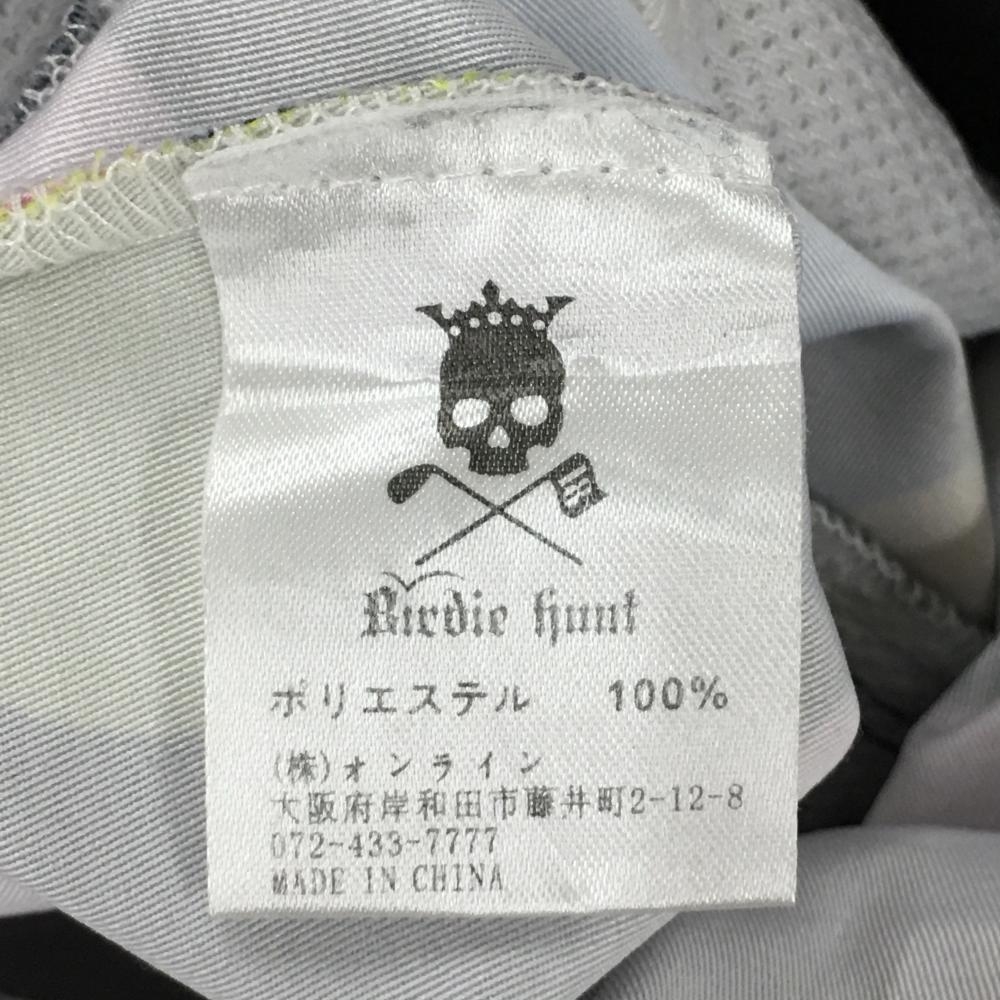 Birdie hunt
ポリエステル 100%
(株)オンライン
大阪府岸和田市藤井町2-12-8
072-433-7777
MADE IN CHINA